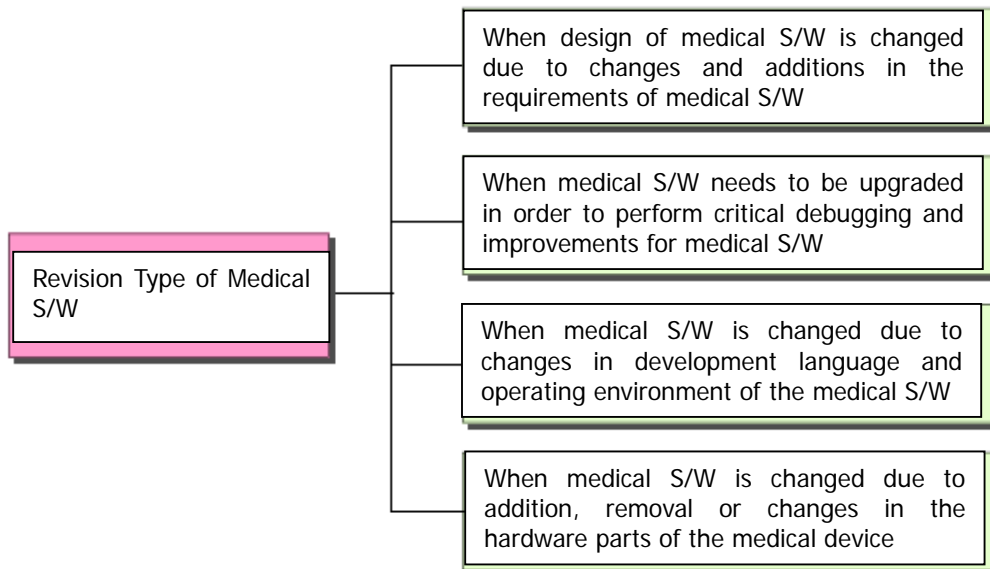 When design of medical S/W is changed
due to changes and additions in the
requirements of medical S/W
When medical S/W needs to be upgraded
in order to perform critical debugging and
improvements for medical S/W
Revision Type of Medical
S/W
When medical S/W is changed due to
changes in development language and
operating environment of the medical S/W
When medical S/W is changed due to
addition, removal or changes in the
hardware parts of the medical device